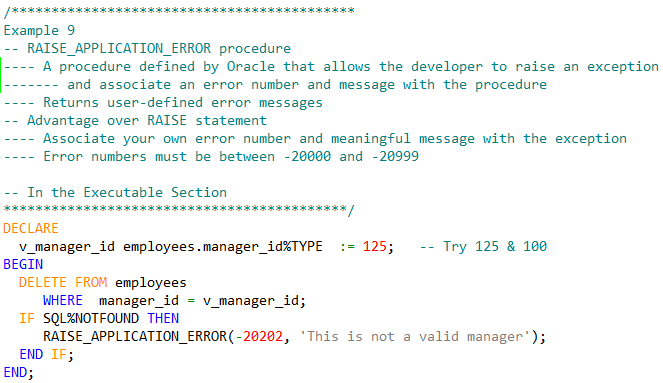 /*******************************************
Example 9
-- RAISE_APPLICATION_ERROR procedure
---- A procedure defined by Oracle that allows the developer to raise an exception
------- and associate an error number and message with the procedure
---- Returns user-defined error messages
-- Advantage over RAISE statement
---- Associate your own error number and meaningful message with the exception
---- Error numbers must be between -20000 and -20999
-- In the Executable Section
*******************************************/
DECLARE
v_manager_id employees.manager_id%TYPE := 125; -- Try 125 & 100
BEGIN
DELETE FROM employees
WHERE manager_id = v_manager_id;
IF SQL%NOTFOUND THEN
RAISE_APPLICATION_ERROR(-20202, 'This is not a valid manager');
END IF;
END;